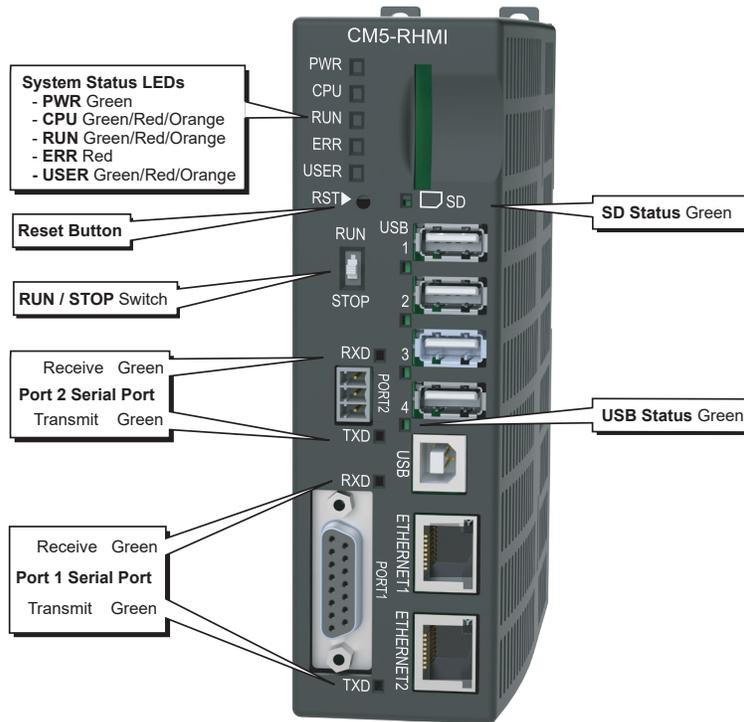 CM5-RHMI
PWR
CPU
RUN
ERR
USER
RST
SD
RUN
STOP
USB
1
2
3
4
RXD
PORT2
TXD
USB
RXD
PORT1
TXD
ETHERNET1
ETHERNET2
System Status LEDs
- PWR Green
- CPU Green/Red/Orange
- RUN Green/Red/Orange
- ERR Red
- USER Green/Red/Orange
Reset Button
RUN / STOP Switch
Receive Green
Port 2 Serial Port
Transmit Green
Receive Green
Port 1 Serial Port
Transmit Green
SD Status Green
USB Status Green